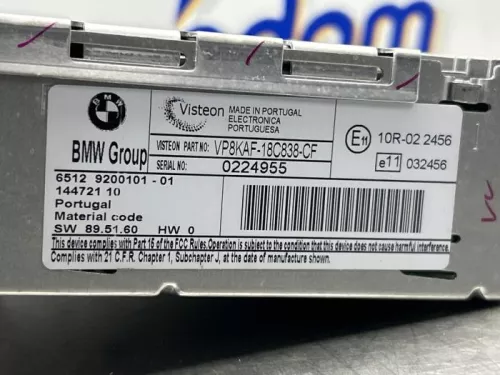 BMW
BMW Group
Visteon
MADE IN PORTUGAL
ELECTRONICA
PORTUGUESA
VISTEON PART NO: VP8KAF-18C838-CF
SERIAL NO: 0224955
E11 10R-02 2456
e11 032456
6512 9200101 - 01
144721 10
Portugal
Material code
SW 89.51.60 HW 0
This device complies with Part 15 of the FCC Rules. Operation is subject to the condition that this device does not cause harmful interference.
Complies with 21 C.F.R. Chapter 1, Subchapter J, at the date of manufacture shown.